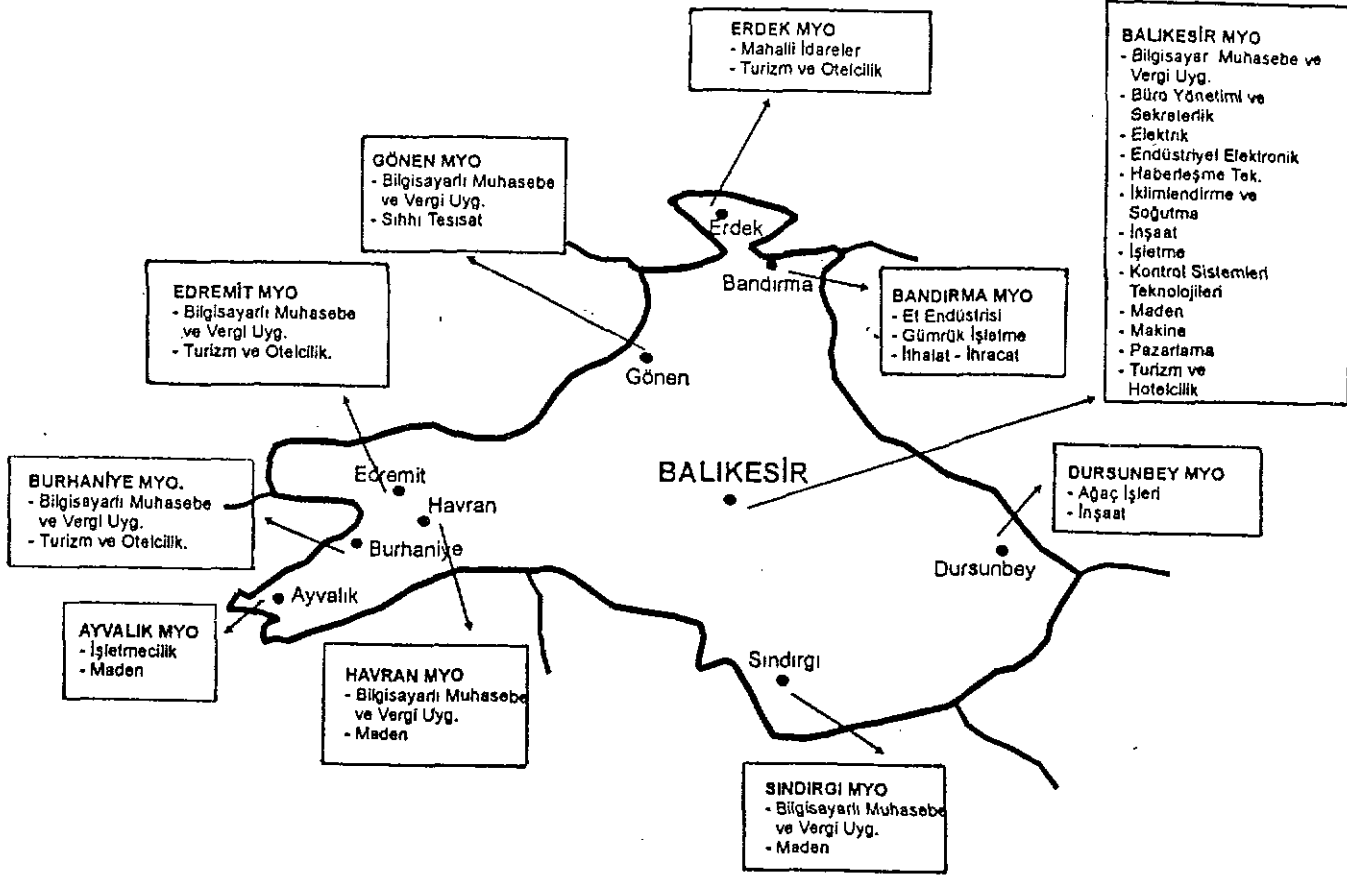 ERDEK MYO
- Mahalli İdareler
- Turizm ve Otelcilik
BALIKESİR MYO
- Bilgisayar Muhasebe ve
Vergi Uyg.
- Büro Yönetimi ve
Sekreterlik
- Elektrik
- Endüstriyel Elektronik
- Haberleşme Tek.
- İklimlendirme ve
Soğutma
- İnşaat
- İşletme
- Kontrol Sistemleri
Teknolojileri
- Maden
- Makine
- Pazarlama
- Turizm ve
Hotelcilik
GÖNEN MYO
- Bilgisayarlı Muhasebe
ve Vergi Uyg.
- Sıhhı Tesisat
Erdek
Bandırma
EDREMİT MYO
- Bilgisayarlı Muhasebe
ve Vergi Uyg.
- Turizm ve Otelcilik.
BANDIRMA MYO
- Et Endüstrisi
- Gümrük İşletme
- İthalat - İhracat
Gönen
BURHANİYE MYO.
- Bilgisayarlı Muhasebe
ve Vergi Uyg.
- Turizm ve Otelcilik.
Edremit
Havran
Burhaniye
Ayvalık
BALIKESİR
DURSUNBEY MYO
- Ağaç İşleri
- İnşaat
Dursunbey
AYVALIK MYO
- İşletmecilik
- Maden
HAVRAN MYO
- Bilgisayarlı Muhasebe
ve Vergi Uyg.
- Maden
Sındırgı
SINDIRGI MYO
- Bilgisayarlı Muhasebe
ve Vergi Uyg.
- Maden